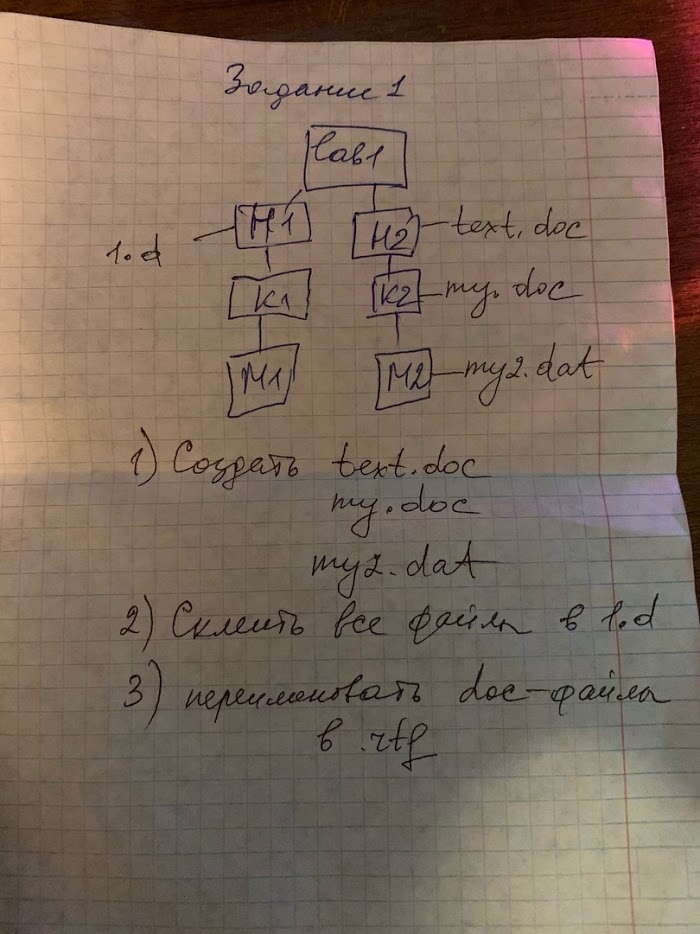 Задание 1
Lab1
H1
H2
text.doc
1.d
K1
K2
my.doc
M1
M2
my2.dat
1) Создать text.doc
my.doc
my2.dat
2) Склеить все файлы в 1.d
3) переименовать doc-файлы
в .rtf